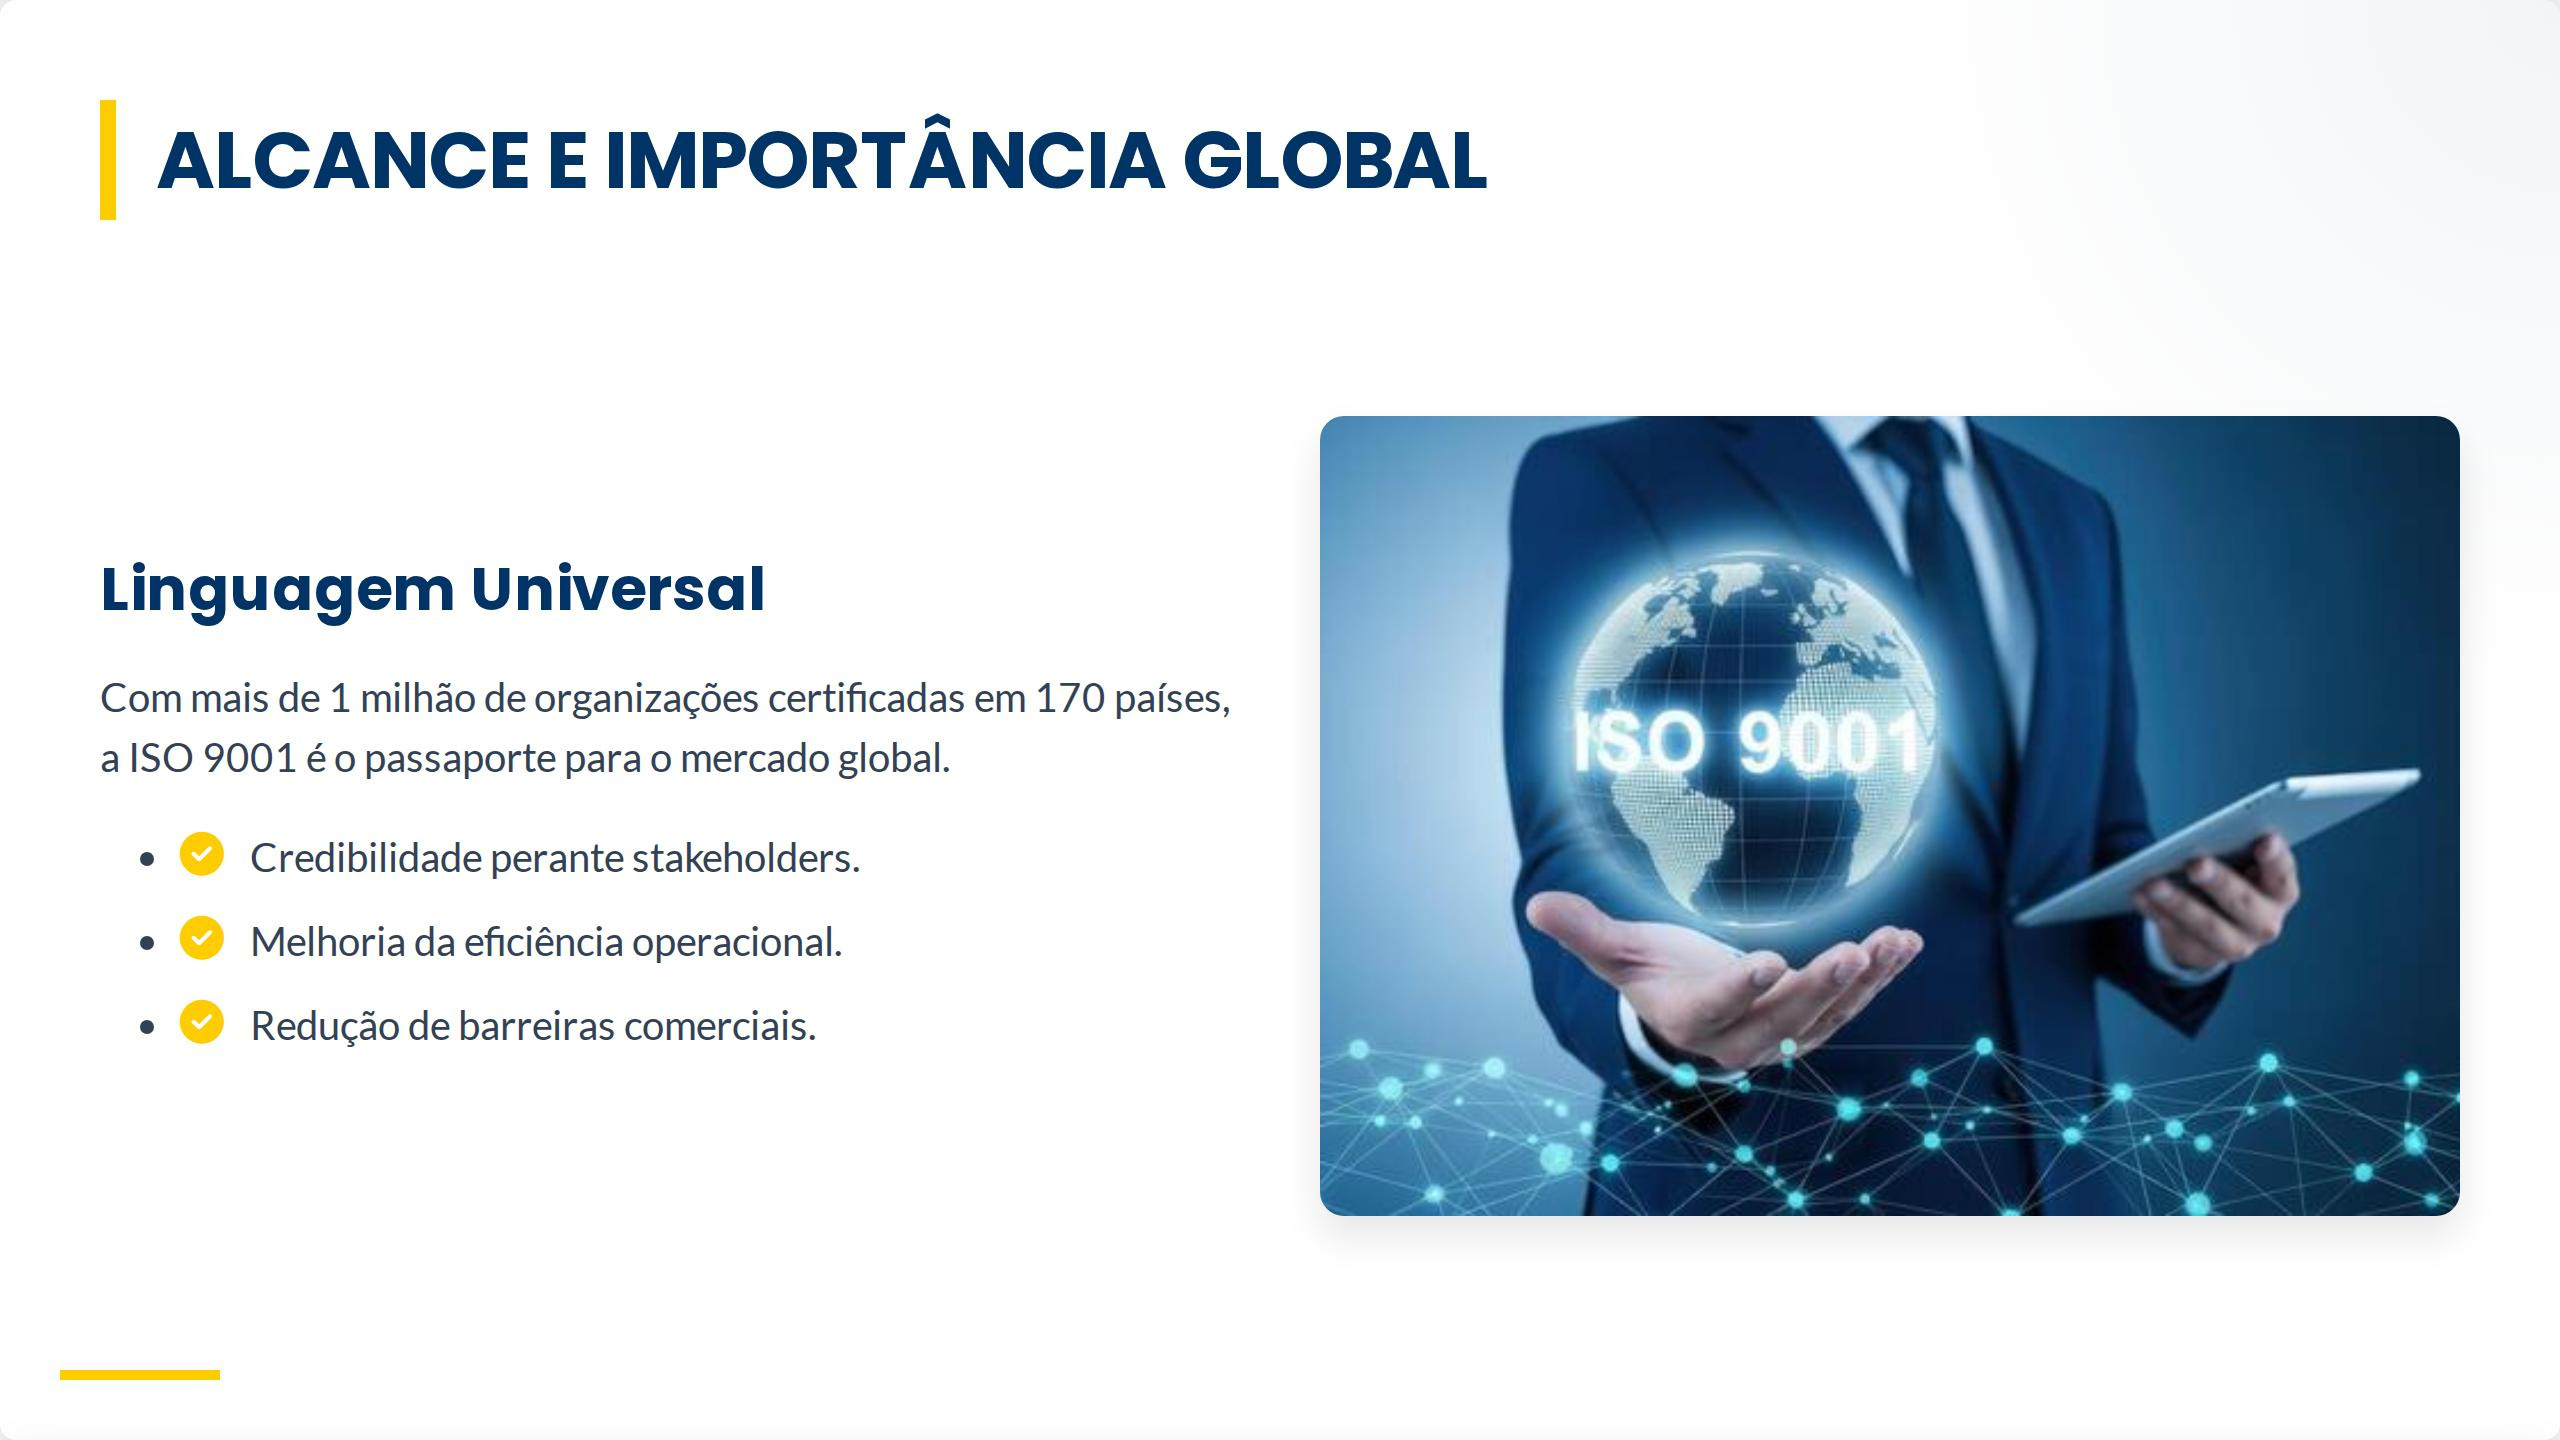 ALCANCE E IMPORTÂNCIA GLOBAL
Linguagem Universal
Com mais de 1 milhão de organizações certificadas em 170 países,
a ISO 9001 é o passaporte para o mercado global.
• Credibilidade perante stakeholders.
• Melhoria da eficiência operacional.
• Redução de barreiras comerciais.
ISO 9001